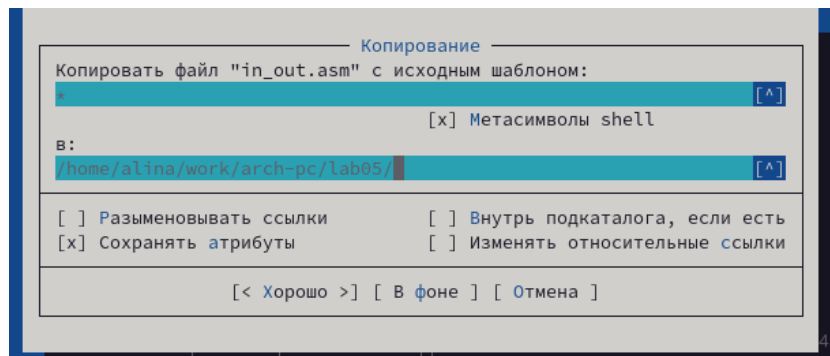 Копирование
Копировать файл "in_out.asm" с исходным шаблоном:
* [^]
[x] Метасимволы shell
в:
/home/alina/work/arch-pc/lab05/ [^]
[ ] Разыменовывать ссылки [ ] Внутрь подкаталога, если есть
[x] Сохранять атрибуты [ ] Изменять относительные ссылки
[< Хорошо >] [ В фоне ] [ Отмена ]
4